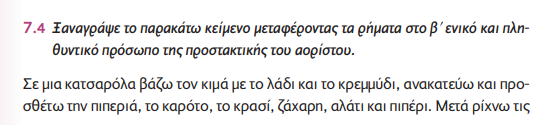 7.4 Ξαναγράψε το παρακάτω κείμενο μεταφέροντας τα ρήματα στο β΄ ενικό και πλη-
θυντικό πρόσωπο της προστακτικής του αορίστου.
Σε μια κατσαρόλα βάζω τον κιμά με το λάδι και το κρεμμύδι, ανακατεύω και προ-
σθέτω την πιπεριά, το καρότο, το κρασί, ζάχαρη, αλάτι και πιπέρι. Μετά ρίχνω τις